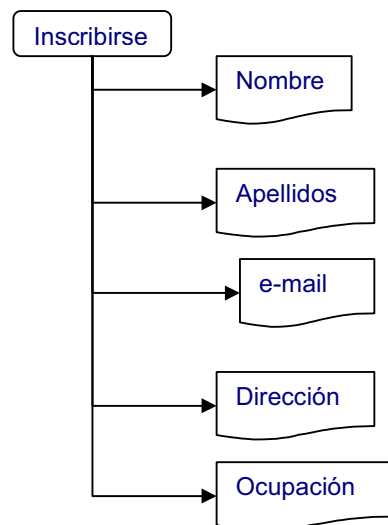 Inscribirse
Nombre
Apellidos
e-mail
Dirección
Ocupación